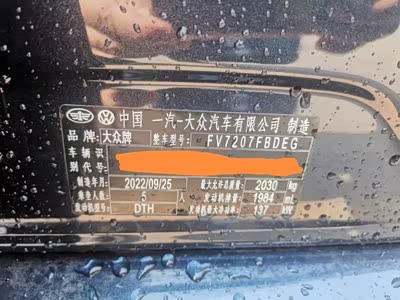 中国 一汽-大众汽车有限公司 制造
品牌 大众牌 整车型号 FV7207FBDEG
车辆识
别代号
制造年月 2022/09/25 最大允许总质量 2030 kg
乘坐人数 5 人 发动机排量 1984 mL
发动机型号 DTH 发动机最大净功率 137 kW